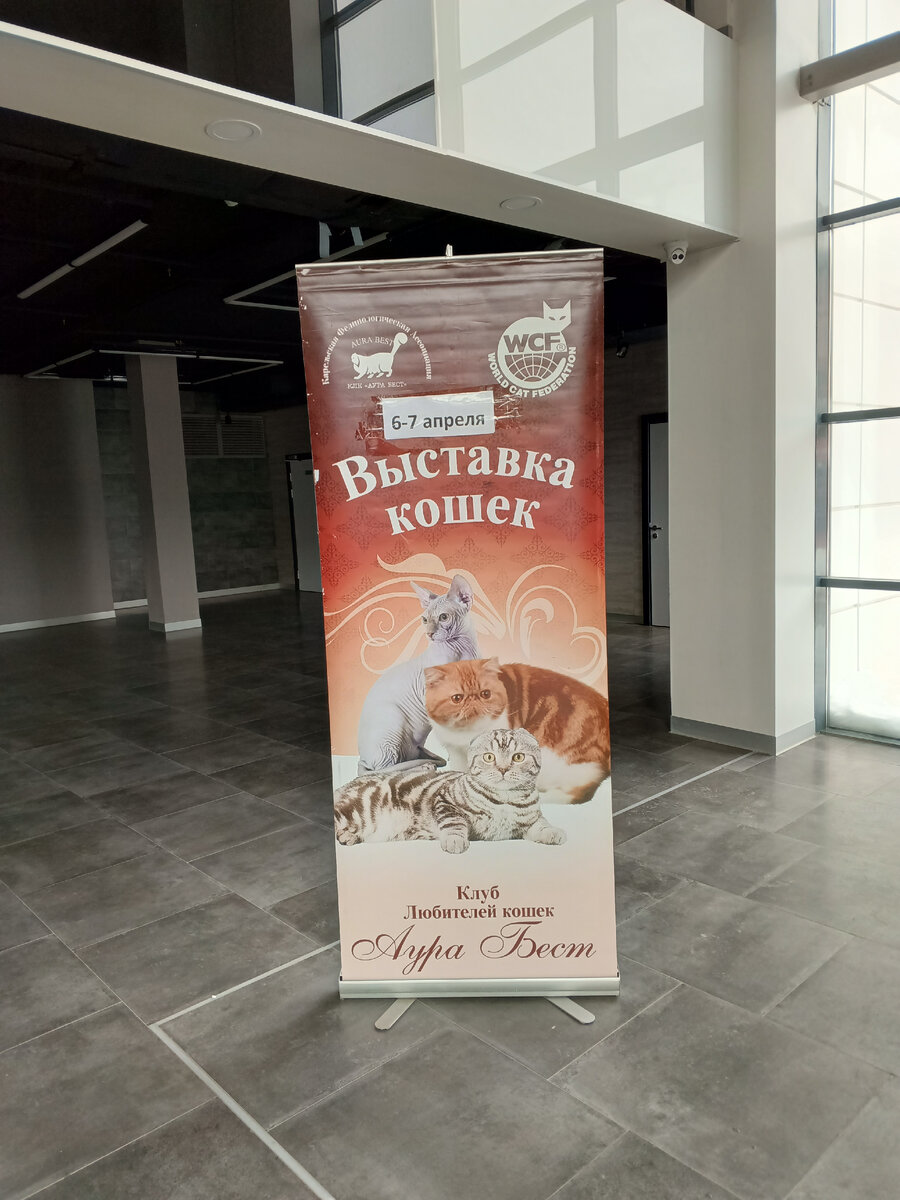 Карельская Фелинологическая Ассоциация
AURA BEST
КЛК «АУРА БЕСТ»
WCF®
WORLD CAT FEDERATION
6-7 апреля
Выставка
кошек
Клуб
Любителей кошек
Аура Бест